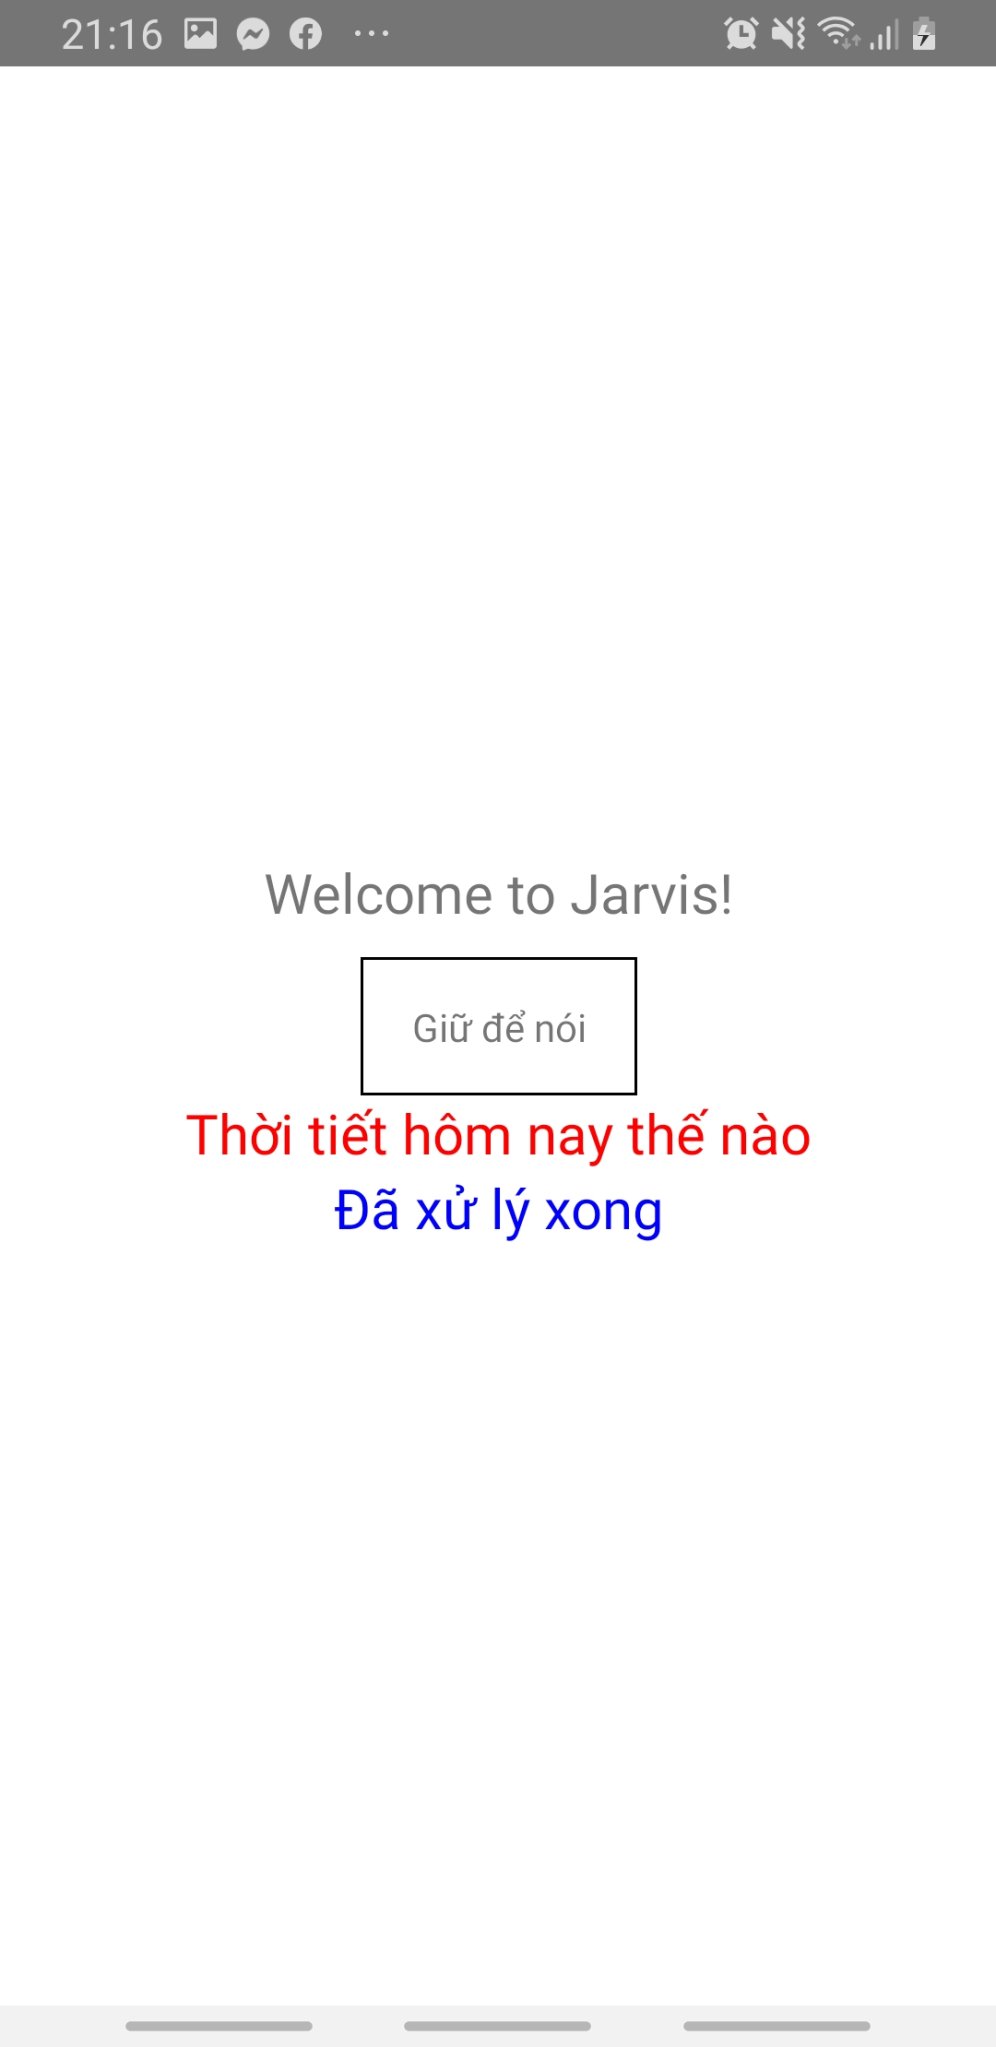 21:16
Welcome to Jarvis!
Giữ để nói
Thời tiết hôm nay thế nào
Đã xử lý xong